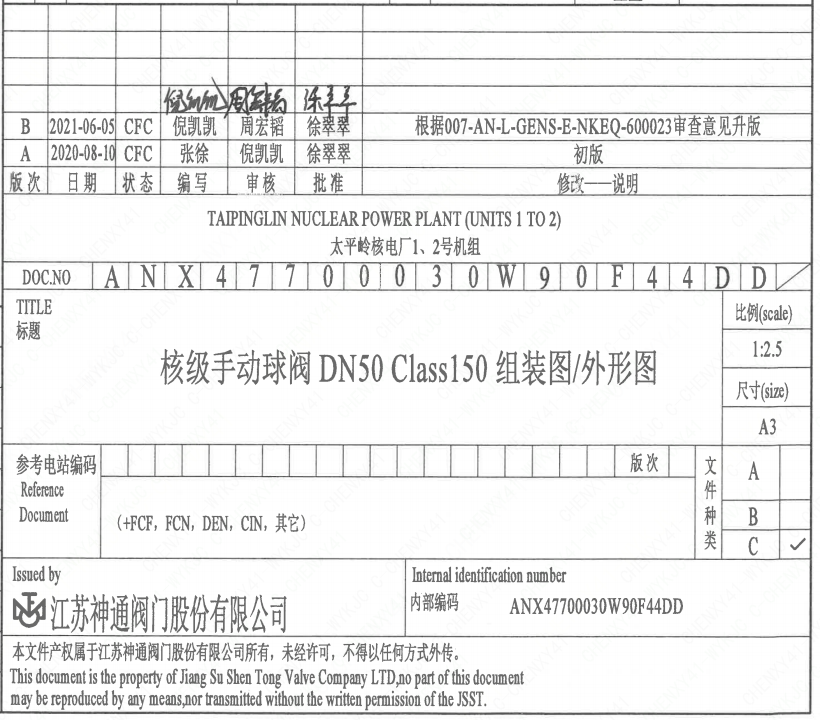 倪凯凯 周宏韬 徐翠翠
B 2021-06-05 CFC 倪凯凯 周宏韬 徐翠翠 根据007-AN-L-GENS-E-NKEQ-600023审查意见升版
A 2020-08-10 CFC 张徐 倪凯凯 徐翠翠 初版
版次 日期 状态 编写 审核 批准 修改——说明
TAIPINGLIN NUCLEAR POWER PLANT (UNITS 1 TO 2)
太平岭核电厂1、2号机组
DOC.NO A N X 4 7 7 0 0 0 3 0 W 9 0 F 4 4 D D
TITLE
标题
核级手动球阀 DN50 Class150 组装图/外形图
比例(scale)
1:2.5
尺寸(size)
A3
参考电站编码
Reference
Document
版次
(+FCF, FCN, DEN, CIN, 其它)
文件种类
A
B
C ✓
Issued by
江苏神通阀门股份有限公司
Internal identification number
内部编码 ANX47700030W90F44DD
本文件产权属于江苏神通阀门股份有限公司所有，未经许可，不得以任何方式外传。
This document is the property of Jiang Su Shen Tong Valve Company LTD,no part of this document
may be reproduced by any means,nor transmitted without the written permission of the JSST.